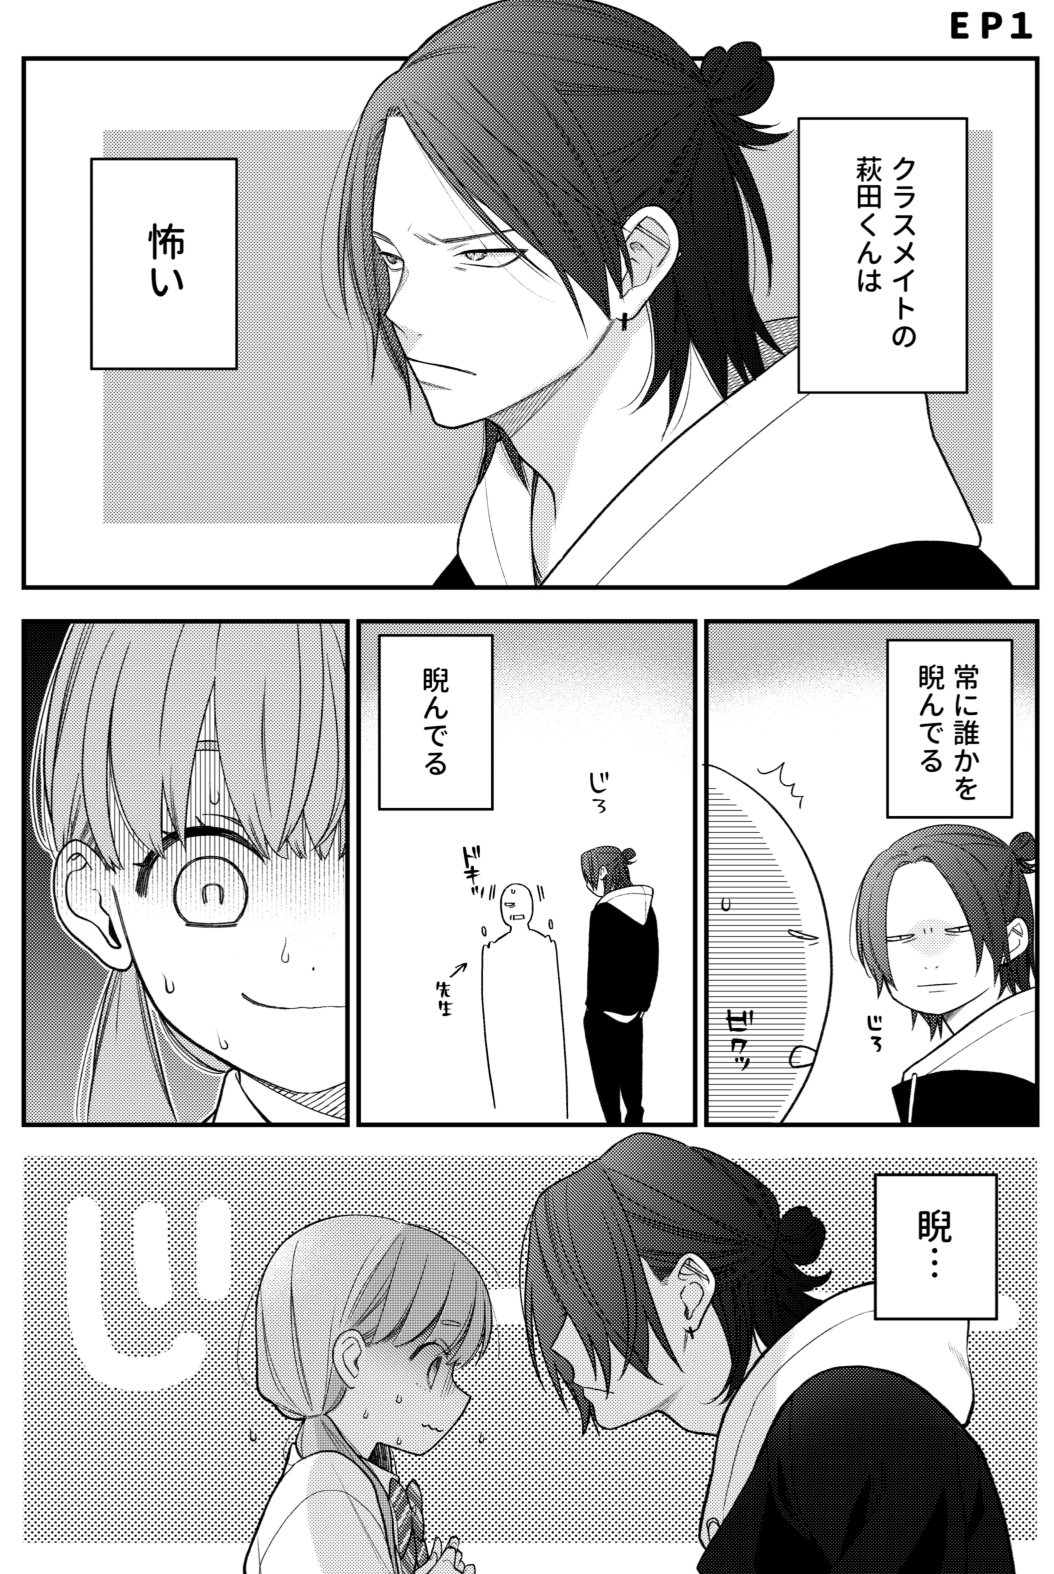 EP1
クラスメイトの
萩田くんは
怖い
常に誰かを
睨んでる
じろ
ビクッ
睨んでる
じろ
ドキッ
先生
睨…
じー